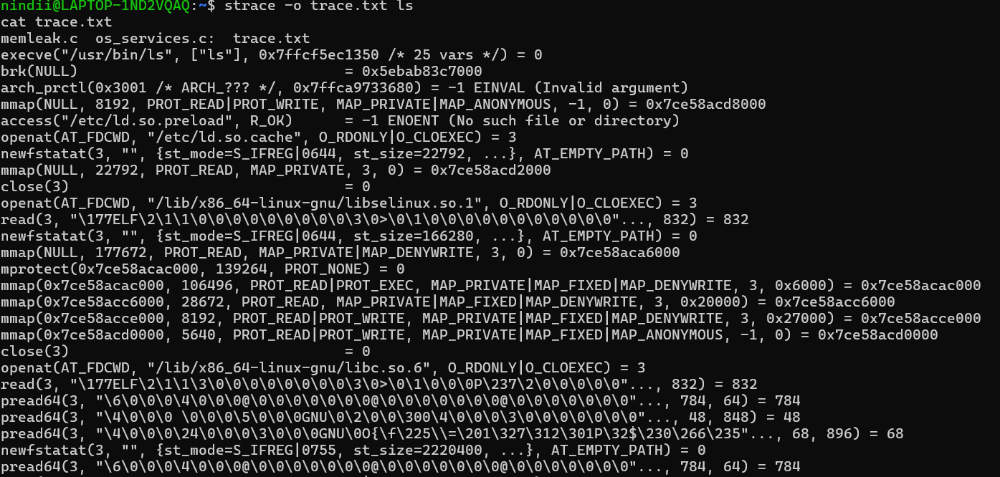 nindii@LAPTOP-1ND2VQAQ:~$ strace -o trace.txt ls
cat trace.txt
memleak.c  os_services.c:  trace.txt
execve("/usr/bin/ls", ["ls"], 0x7ffcf5ec1350 /* 25 vars */) = 0
brk(NULL)                               = 0x5ebab83c7000
arch_prctl(0x3001 /* ARCH_??? */, 0x7ffca9733680) = -1 EINVAL (Invalid argument)
mmap(NULL, 8192, PROT_READ|PROT_WRITE, MAP_PRIVATE|MAP_ANONYMOUS, -1, 0) = 0x7ce58acd8000
access("/etc/ld.so.preload", R_OK)      = -1 ENOENT (No such file or directory)
openat(AT_FDCWD, "/etc/ld.so.cache", O_RDONLY|O_CLOEXEC) = 3
newfstatat(3, "", {st_mode=S_IFREG|0644, st_size=22792, ...}, AT_EMPTY_PATH) = 0
mmap(NULL, 22792, PROT_READ, MAP_PRIVATE, 3, 0) = 0x7ce58acd2000
close(3)                                = 0
openat(AT_FDCWD, "/lib/x86_64-linux-gnu/libselinux.so.1", O_RDONLY|O_CLOEXEC) = 3
read(3, "\177ELF\2\1\1\0\0\0\0\0\0\0\0\0\3\0>\0\1\0\0\0\0\0\0\0\0\0\0\0"..., 832) = 832
newfstatat(3, "", {st_mode=S_IFREG|0644, st_size=166280, ...}, AT_EMPTY_PATH) = 0
mmap(NULL, 177672, PROT_READ, MAP_PRIVATE|MAP_DENYWRITE, 3, 0) = 0x7ce58aca6000
mprotect(0x7ce58acac000, 139264, PROT_NONE) = 0
mmap(0x7ce58acac000, 106496, PROT_READ|PROT_EXEC, MAP_PRIVATE|MAP_FIXED|MAP_DENYWRITE, 3, 0x6000) = 0x7ce58acac000
mmap(0x7ce58acc6000, 28672, PROT_READ, MAP_PRIVATE|MAP_FIXED|MAP_DENYWRITE, 3, 0x20000) = 0x7ce58acc6000
mmap(0x7ce58acce000, 8192, PROT_READ|PROT_WRITE, MAP_PRIVATE|MAP_FIXED|MAP_DENYWRITE, 3, 0x27000) = 0x7ce58acce000
mmap(0x7ce58acd0000, 5640, PROT_READ|PROT_WRITE, MAP_PRIVATE|MAP_FIXED|MAP_ANONYMOUS, -1, 0) = 0x7ce58acd0000
close(3)                                = 0
openat(AT_FDCWD, "/lib/x86_64-linux-gnu/libc.so.6", O_RDONLY|O_CLOEXEC) = 3
read(3, "\177ELF\2\1\1\3\0\0\0\0\0\0\0\0\3\0>\0\1\0\0\0P\237\2\0\0\0\0\0"..., 832) = 832
pread64(3, "\6\0\0\0\4\0\0\0@\0\0\0\0\0\0\0@\0\0\0\0\0\0\0@\0\0\0\0\0\0\0"..., 784, 64) = 784
pread64(3, "\4\0\0\0 \0\0\0\5\0\0\0GNU\0\2\0\0\300\4\0\0\0\3\0\0\0\0\0\0\0"..., 48, 848) = 48
pread64(3, "\4\0\0\0\24\0\0\0\3\0\0\0GNU\0O{\f\225\\=\201\327\312\301P\32$\230\266\235"..., 68, 896) = 68
newfstatat(3, "", {st_mode=S_IFREG|0755, st_size=2220400, ...}, AT_EMPTY_PATH) = 0
pread64(3, "\6\0\0\0\4\0\0\0@\0\0\0\0\0\0\0@\0\0\0\0\0\0\0@\0\0\0\0\0\0\0"..., 784, 64) = 784